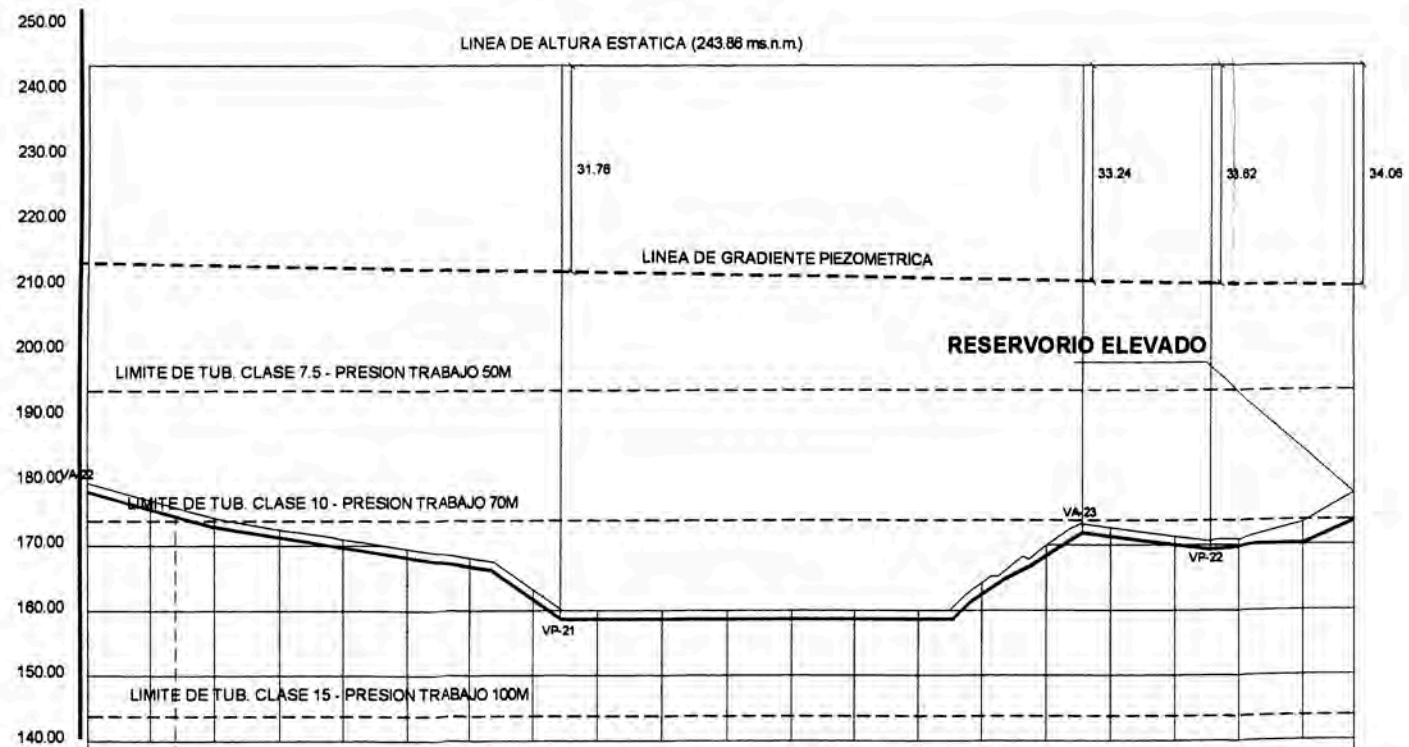 250.00
LINEA DE ALTURA ESTATICA (243.86 ms.n.m.)
240.00
230.00
31.76
33.24
33.62
34.06
220.00
LINEA DE GRADIENTE PIEZOMETRICA
210.00
200.00
RESERVORIO ELEVADO
LIMITE DE TUB. CLASE 7.5 - PRESION TRABAJO 50M
190.00
180.00
VA-22
LIMITE DE TUB. CLASE 10 - PRESION TRABAJO 70M
VA-23
170.00
VP-22
160.00
VP-21
150.00
LIMITE DE TUB. CLASE 15 - PRESION TRABAJO 100M
140.00